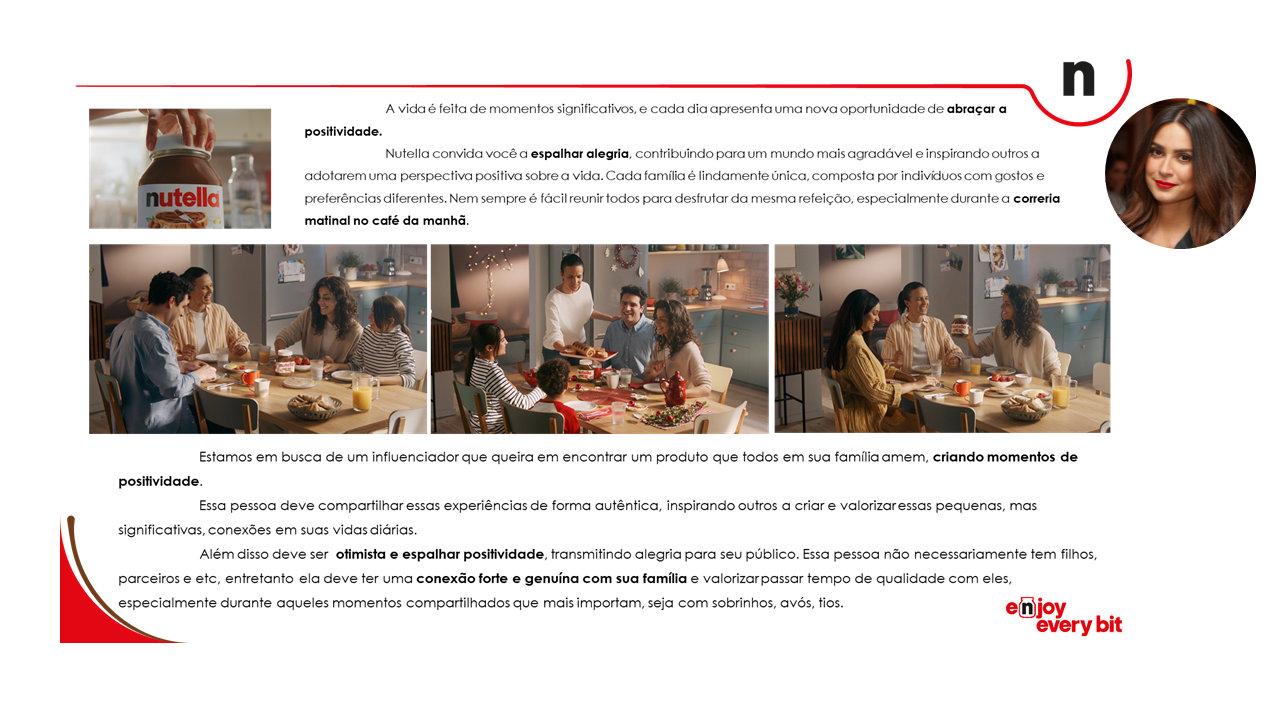 n
A vida é feita de momentos significativos, e cada dia apresenta uma nova oportunidade de abraçar a
positividade.
Nutella convida você a espalhar alegria, contribuindo para um mundo mais agradável e inspirando outros a
adotarem uma perspectiva positiva sobre a vida. Cada família é lindamente única, composta por indivíduos com gostos e
preferências diferentes. Nem sempre é fácil reunir todos para desfrutar da mesma refeição, especialmente durante a correria
matinal no café da manhã.
nutella
Estamos em busca de um influenciador que queira em encontrar um produto que todos em sua família amem, criando momentos de
positividade.
Essa pessoa deve compartilhar essas experiências de forma autêntica, inspirando outros a criar e valorizar essas pequenas, mas
significativas, conexões em suas vidas diárias.
Além disso deve ser otimista e espalhar positividade, transmitindo alegria para seu público. Essa pessoa não necessariamente tem filhos,
parceiros e etc, entretanto ela deve ter uma conexão forte e genuína com sua família e valorizar passar tempo de qualidade com eles,
especialmente durante aqueles momentos compartilhados que mais importam, seja com sobrinhos, avós, tios.
enjoy
every bit